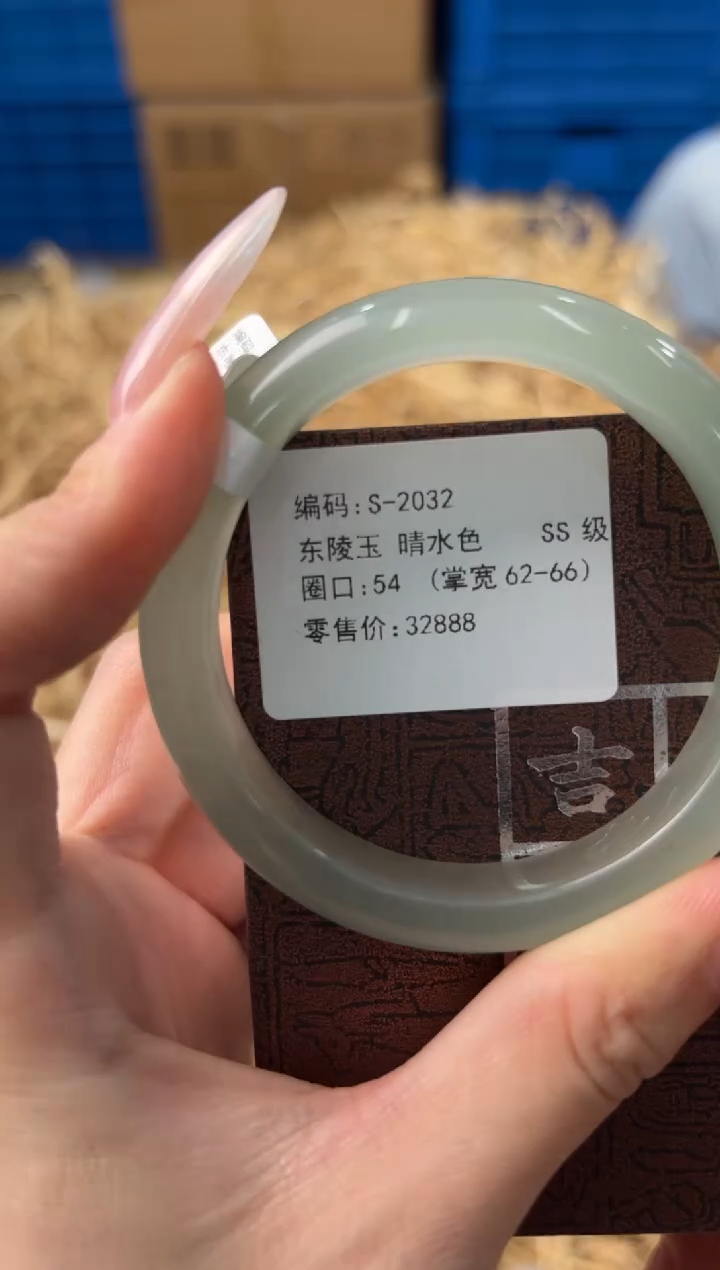 编码:S-2032
东陵玉 晴水色 SS 级
圈口:54 (掌宽 62-66)
零售价:32888
吉